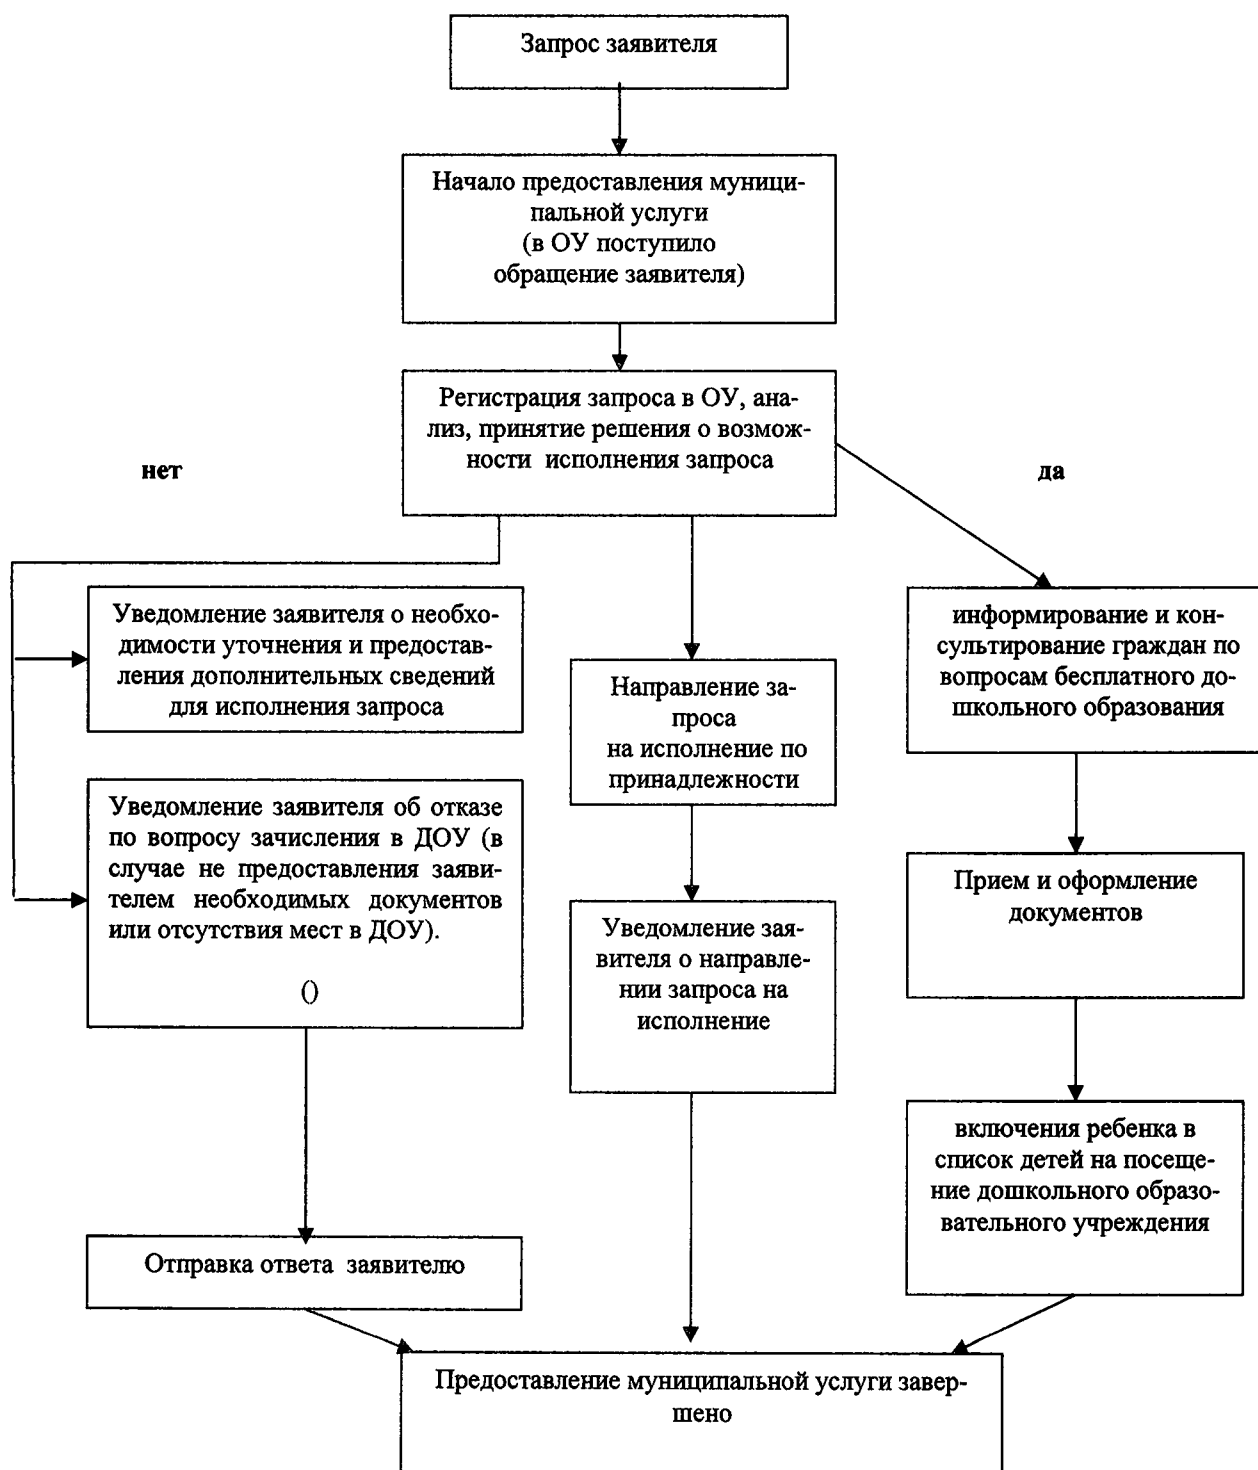 Запрос заявителя
Начало предоставления муници-
пальной услуги
(в ОУ поступило
обращение заявителя)
Регистрация запроса в ОУ, ана-
лиз, принятие решения о возмож-
ности исполнения запроса
нет
да
Уведомление заявителя о необхо-
димости уточнения и предостав-
ления дополнительных сведений
для исполнения запроса
Уведомление заявителя об отказе
по вопросу зачисления в ДОУ (в
случае не предоставления заяви-
телем необходимых документов
или отсутствия мест в ДОУ).
()
Отправка ответа заявителю
Направление за-
проса
на исполнение по
принадлежности
Уведомление зая-
вителя о направле-
нии запроса на
исполнение
информирование и кон-
сультирование граждан по
вопросам бесплатного до-
школьного образования
Прием и оформление
документов
включения ребенка в
список детей на посеще-
ние дошкольного образо-
вательного учреждения
Предоставление муниципальной услуги завер-
шено